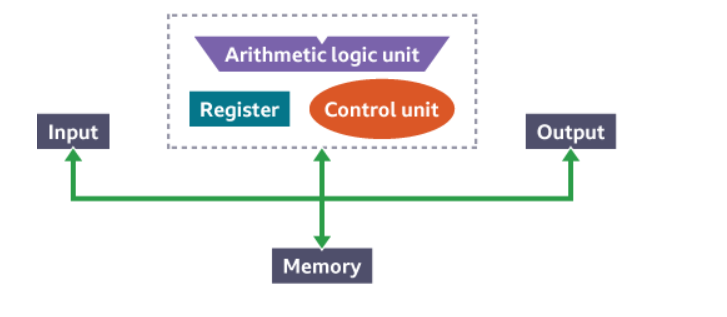 Arithmetic logic unit
Register
Control unit
Input
Output
Memory